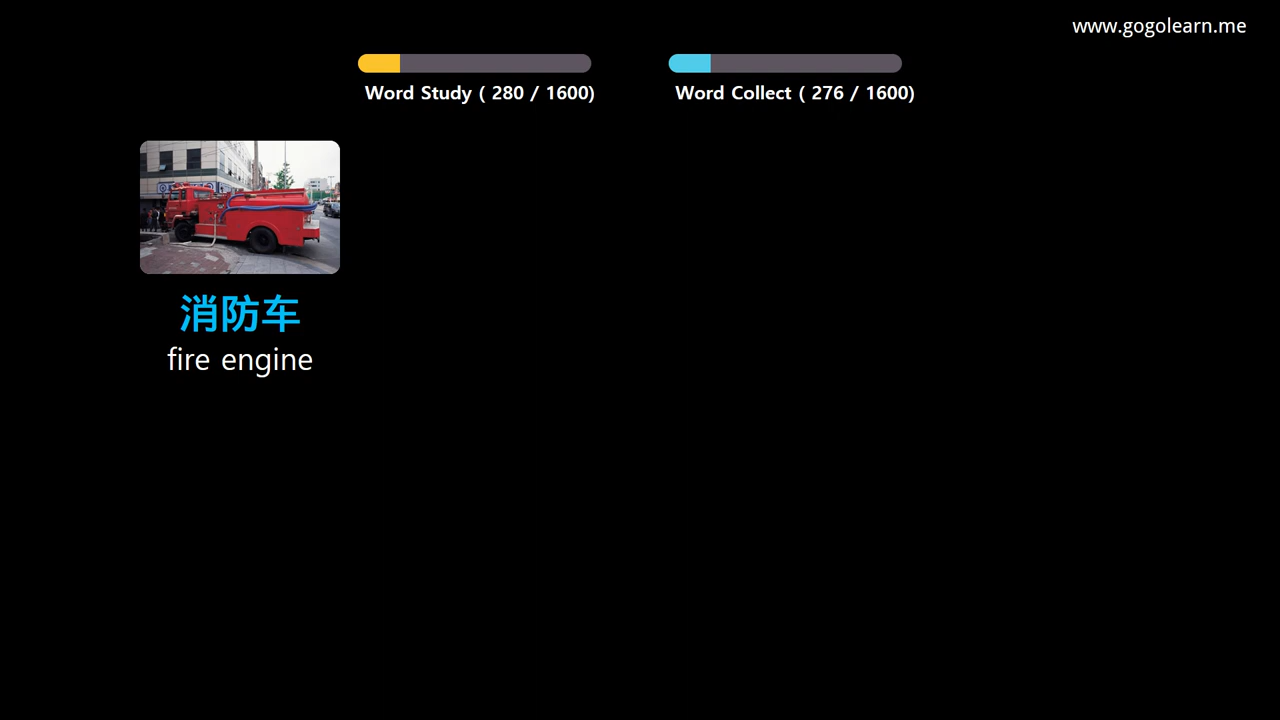 www.gogolearn.me
Word Study ( 280 / 1600)
Word Collect ( 276 / 1600)
消防车
fire engine